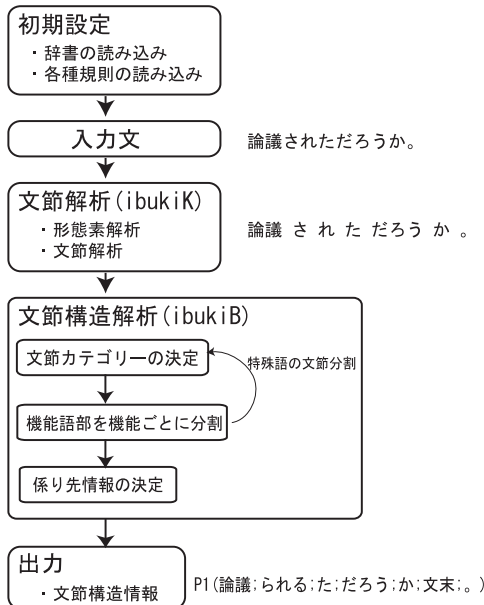 初期設定
・辞書の読み込み
・各種規則の読み込み
入力文
論議されただろうか。
文節解析(ibukiK)
・形態素解析
・文節解析
論議 さ れ た だろう か 。
文節構造解析(ibukiB)
文節カテゴリーの決定
特殊語の文節分割
機能語部を機能ごとに分割
係り先情報の決定
出力
・文節構造情報
P1(論議;られる;た;だろう;か;文末;。)